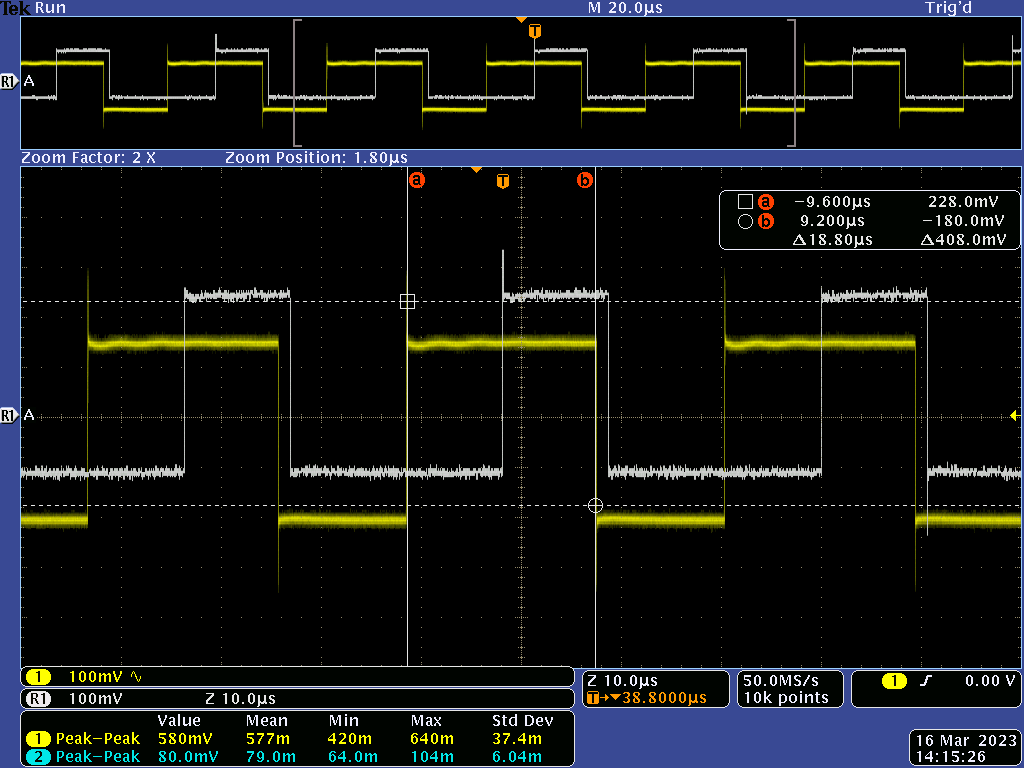 Tek Run M 20.0µs Trig'd
T
R1 A
Zoom Factor: 2 X Zoom Position: 1.80µs
a T b
a −9.600µs 228.0mV
b 9.200µs −180.0mV
Δ18.80µs Δ408.0mV
R1 A
1 100mV ∿ Z 10.0µs 50.0MS/s 1 ʃ 0.00 V
R1 100mV Z 10.0µs T→▼38.8000µs 10k points
Value Mean Min Max Std Dev
1 Peak−Peak 580mV 577m 420m 640m 37.4m
2 Peak−Peak 80.0mV 79.0m 64.0m 104m 6.04m
16 Mar 2023
14:15:26